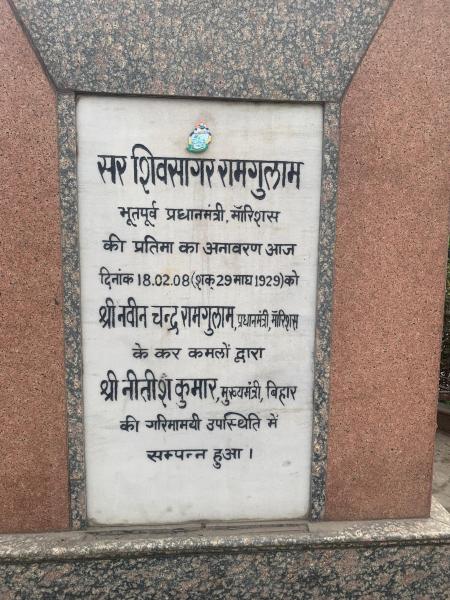 सर शिवसागर रामगुलाम
भूतपूर्व प्रधानमंत्री, मॉरिशस
की प्रतिमा का अनावरण आज
दिनांक 18.02.08 (शक् 29 माघ 1929) को
श्री नवीन चन्द्र रामगुलाम, प्रधानमंत्री, मॉरिशस
के कर कमलों द्वारा
श्री नीतीश कुमार, मुख्यमंत्री, बिहार
की गरिमामयी उपस्थिति में
सम्पन्न हुआ।